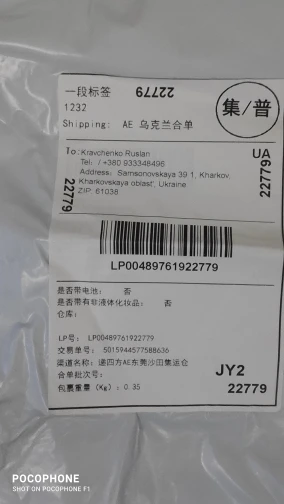 一段标签
22779
集/普
1232
Shipping: AE 乌克兰合单
To: Kravchenko Ruslan
Tel: / +380 933348496
Address: Samsonovskaya 39 1, Kharkov,
Kharkovskaya oblast', Ukraine
ZIP: 61038
UA
22779
22779
LP00489761922779
是否带电池: 否
是否带有非液体化妆品: 否
仓库:
LP号: LP00489761922779
交易单号: 5015944577588636
渠道名称: 递四方AE东莞沙田集运仓
合单批次号:
包裹重量 (Kg): 0.35
JY2
22779
POCOPHONE
SHOT ON POCOPHONE F1